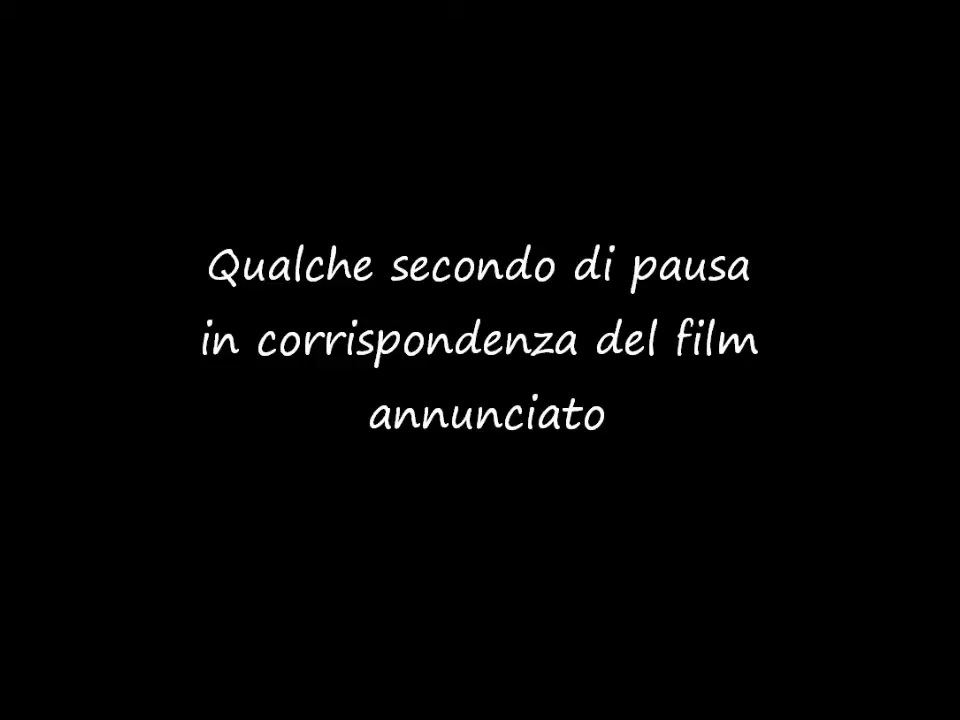 Qualche secondo di pausa
in corrispondenza del film
annunciato